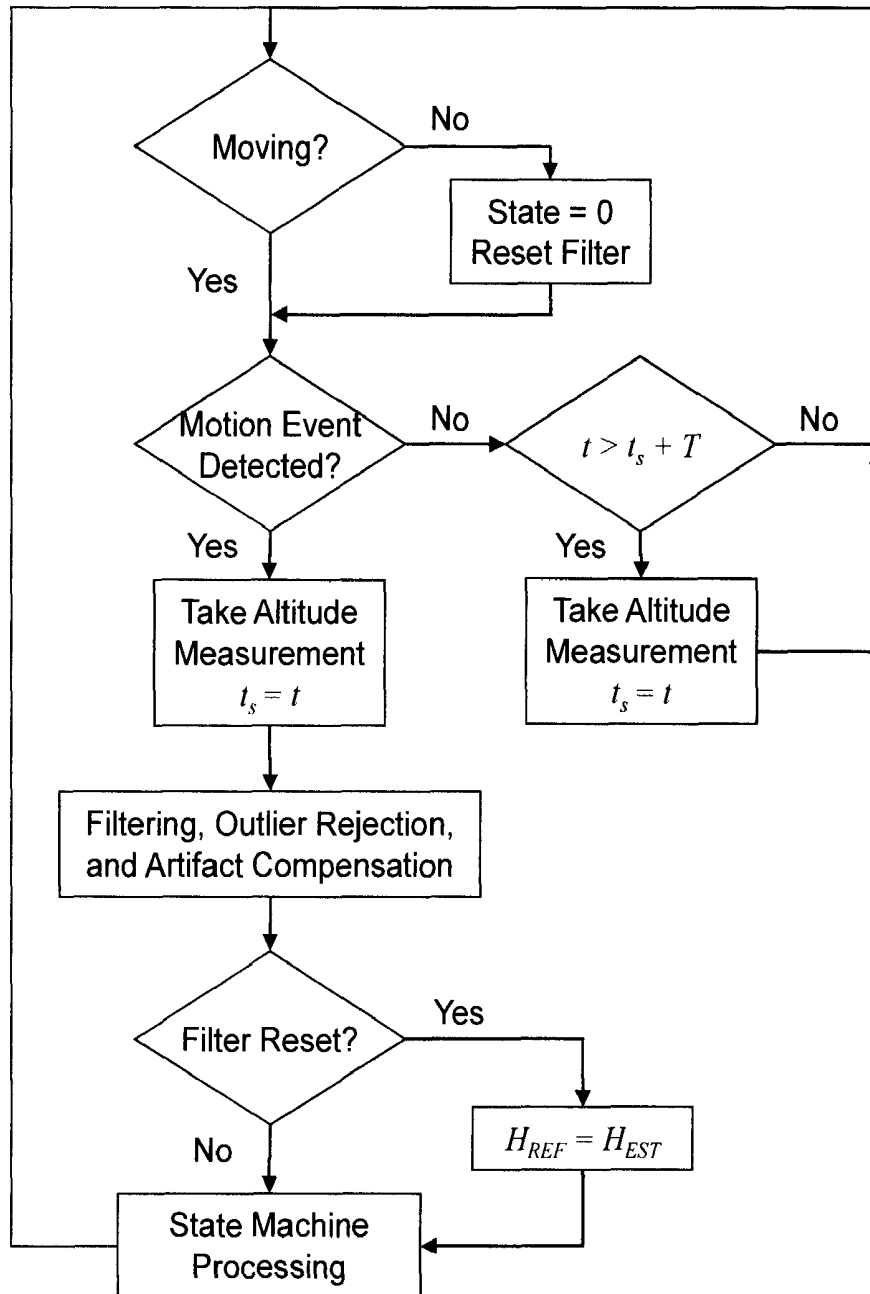 Moving?
No
State = 0
Reset Filter
Yes
Motion Event
Detected?
No
t > t_s + T
No
Yes
Take Altitude
Measurement
t_s = t
Yes
Take Altitude
Measurement
t_s = t
Filtering, Outlier Rejection,
and Artifact Compensation
Filter Reset?
Yes
H_REF = H_EST
No
State Machine
Processing